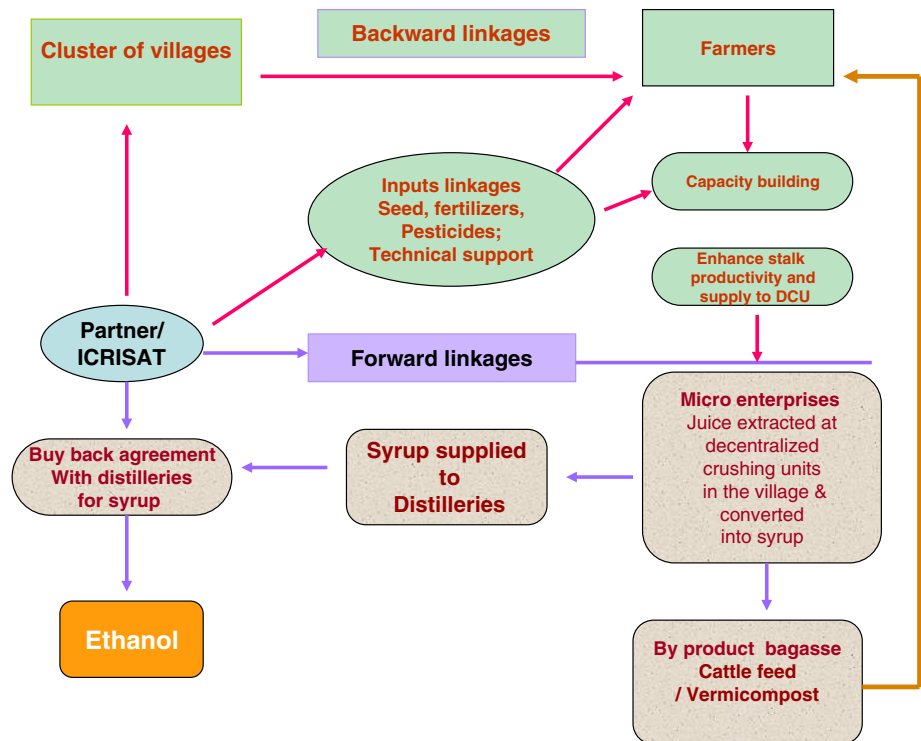 Backward linkages
Cluster of villages
Farmers
Inputs linkages
Seed, fertilizers,
Pesticides;
Technical support
Capacity building
Enhance stalk
productivity and
supply to DCU
Partner/
ICRISAT
Forward linkages
Micro enterprises
Juice extracted at
decentralized
crushing units
in the village &
converted
into syrup
Syrup supplied
to
Distilleries
Buy back agreement
With distilleries
for syrup
Ethanol
By product bagasse
Cattle feed
/ Vermicompost